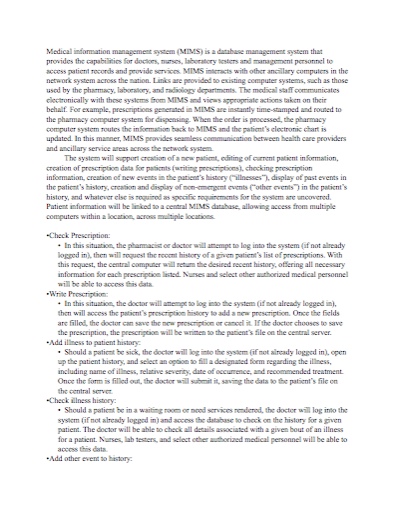 Medical information management system (MIMS) is a database management system that
provides the capabilities for doctors, nurses, laboratory testers and management personnel to
access patient records and provide services. MIMS interacts with other ancillary computers in the
network system across the nation. Links are provided to existing computer systems, such as those
used by the pharmacy, laboratory, and radiology departments. The medical staff communicates
electronically with these systems from MIMS and views appropriate actions taken on their
behalf. For example, prescriptions generated in MIMS are instantly time-stamped and routed to
the pharmacy computer system for dispensing. When the order is processed, the pharmacy
computer system routes the information back to MIMS and the patient's electronic chart is
updated. In this manner, MIMS provides seamless communication between health care providers
and ancillary service areas across the network system.
The system will support creation of a new patient, editing of current patient information,
creation of prescription data for patients (writing prescriptions), checking prescription
information, creation of new events in the patient's history ("illnesses"), display of past events in
the patient's history, creation and display of non-emergent events ("other events") in the patient's
history, and whatever else is required as specific requirements for the system are uncovered.
Patient information will be linked to a central MIMS database, allowing access from multiple
computers within a location, across multiple locations.
•Check Prescription:
• In this situation, the pharmacist or doctor will attempt to log into the system (if not already
logged in), then will request the recent history of a given patient's list of prescriptions. With
this request, the central computer will return the desired recent history, offering all necessary
information for each prescription listed. Nurses and select other authorized medical personnel
will be able to access this data.
•Write Prescription:
• In this situation, the doctor will attempt to log into the system (if not already logged in),
then will access the patient's prescription history to add a new prescription. Once the fields
are filled, the doctor can save the new prescription or cancel it. If the doctor chooses to save
the prescription, the prescription will be written to the patient's file on the central server.
•Add illness to patient history:
• Should a patient be sick, the doctor will log into the system (if not already logged in), open
up the patient history, and select an option to fill a designated form regarding the illness,
including name of illness, relative severity, date of occurrence, and recommended treatment.
Once the form is filled out, the doctor will submit it, saving the data to the patient's file on
the central server.
•Check illness history:
• Should a patient be in a waiting room or need services rendered, the doctor will log into the
system (if not already logged in) and access the database to check on the history for a given
patient. The doctor will be able to check all details associated with a given bout of an illness
for a patient. Nurses, lab testers, and select other authorized medical personnel will be able to
access this data.
•Add other event to history: